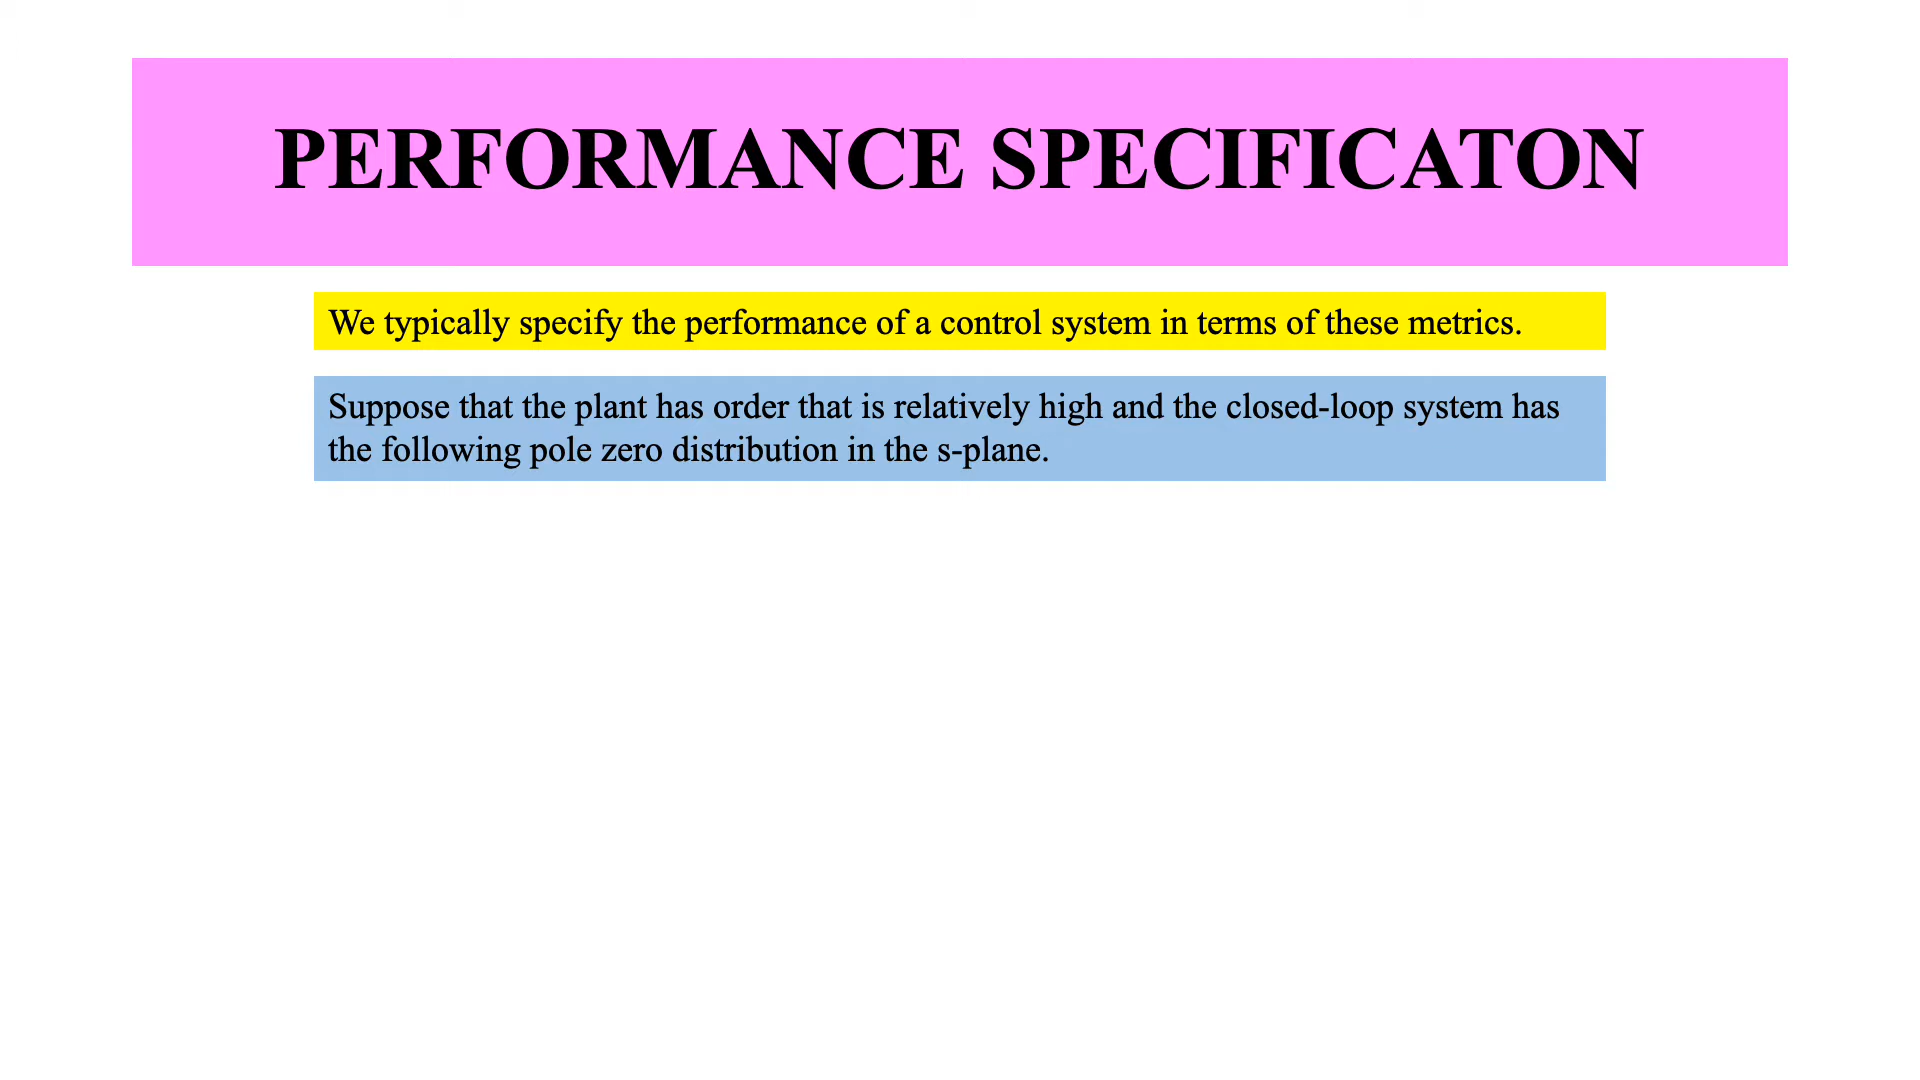 PERFORMANCE SPECIFICATON
We typically specify the performance of a control system in terms of these metrics.
Suppose that the plant has order that is relatively high and the closed-loop system has
the following pole zero distribution in the s-plane.